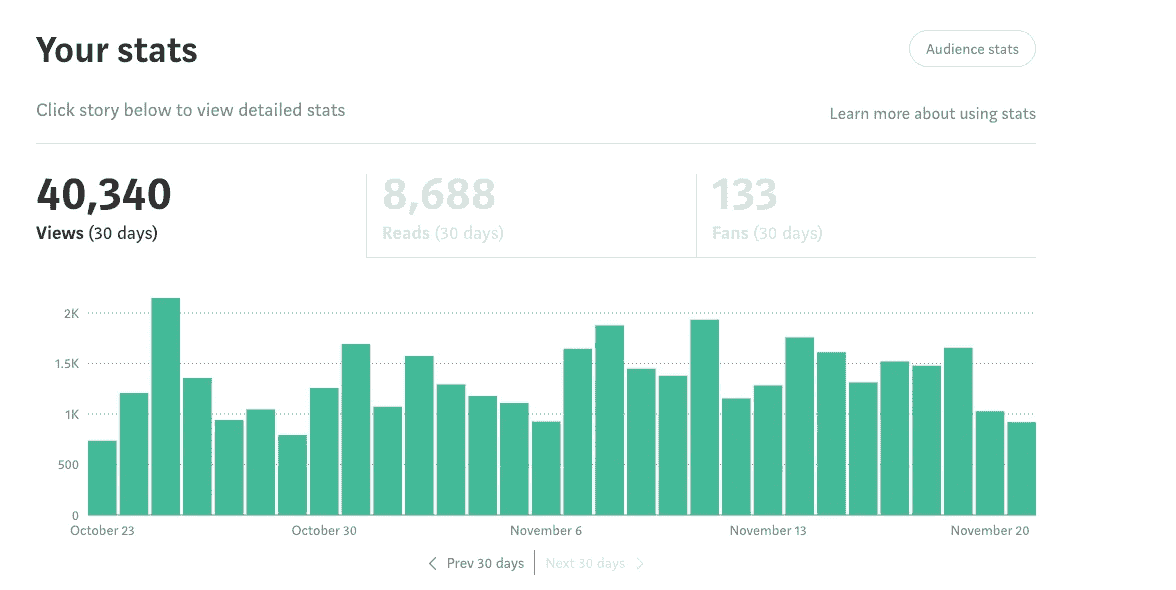 Your stats
Audience stats
Click story below to view detailed stats
Learn more about using stats
40,340
Views (30 days)
8,688
Reads (30 days)
133
Fans (30 days)
2K
1.5K
1K
500
0
October 23
October 30
November 6
November 13
November 20
Prev 30 days
Next 30 days